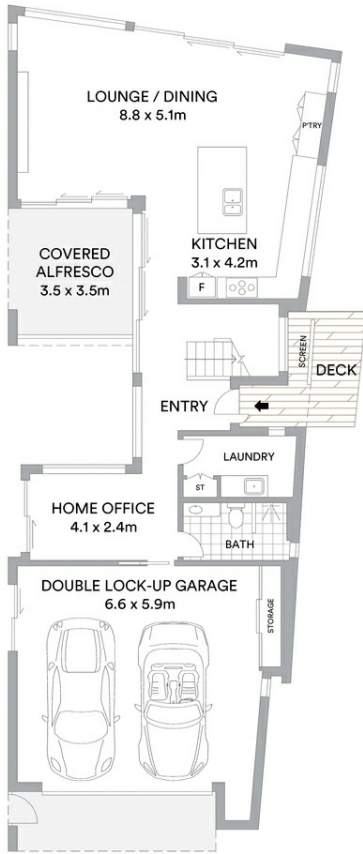 LOUNGE / DINING
8.8 x 5.1m
P'TRY
KITCHEN
3.1 x 4.2m
F
COVERED
ALFRESCO
3.5 x 3.5m
SCREEN
DECK
ENTRY
LAUNDRY
ST
HOME OFFICE
4.1 x 2.4m
BATH
DOUBLE LOCK-UP GARAGE
6.6 x 5.9m
STORAGE